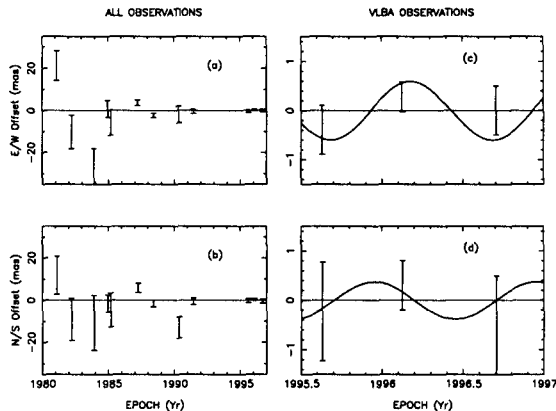 ALL OBSERVATIONS
VLBA OBSERVATIONS
E/W Offset (mas)
20
0
−20
(a)
1
0
−1
(c)
N/S Offset (mas)
20
0
−20
(b)
1
0
−1
(d)
1980 1985 1990 1995
1995.5 1996 1996.5 1997
EPOCH (Yr)
EPOCH (Yr)